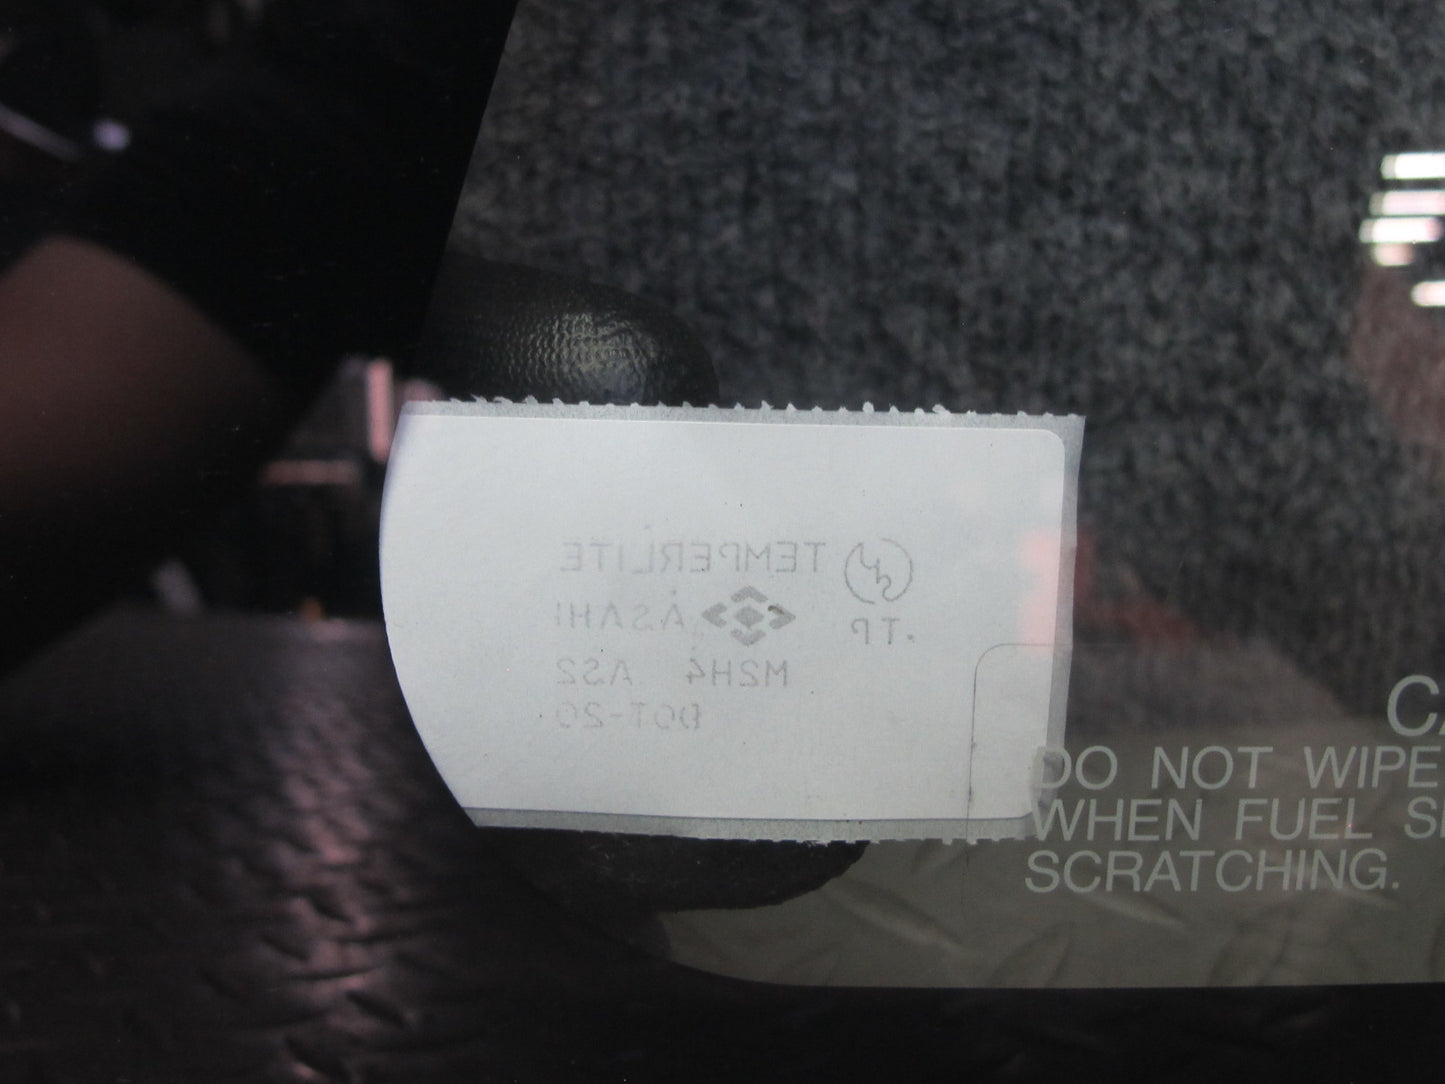 TEMPERLITE
ASAHI
.TP
M2H4 AS2
DOT-20
DO NOT WIPE
WHEN FUEL
SCRATCHING.